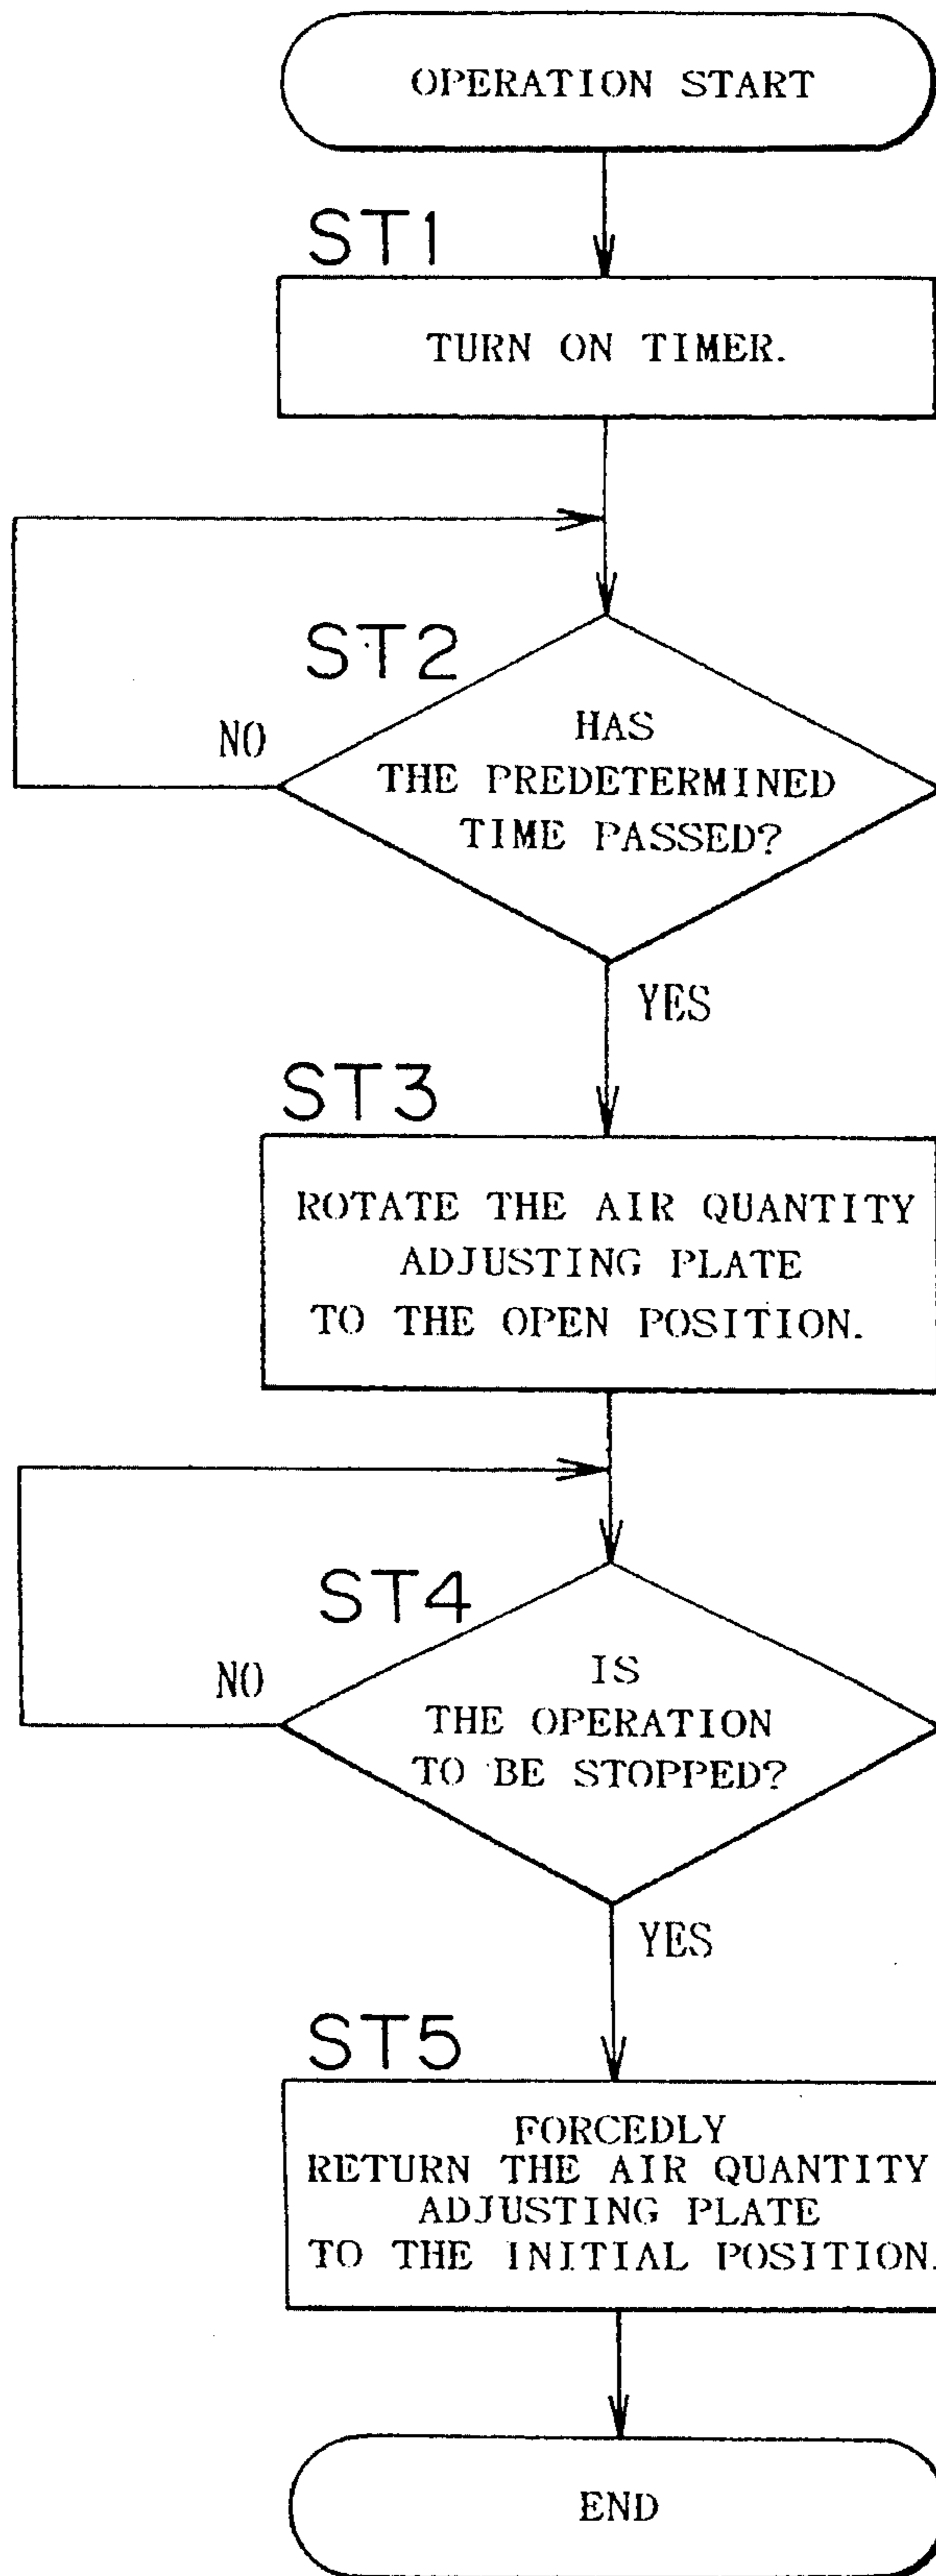 OPERATION START
ST1
TURN ON TIMER.
ST2
NO
HAS
THE PREDETERMINED
TIME PASSED?
YES
ST3
ROTATE THE AIR QUANTITY
ADJUSTING PLATE
TO THE OPEN POSITION.
ST4
NO
IS
THE OPERATION
TO BE STOPPED?
YES
ST5
FORCEDLY
RETURN THE AIR QUANTITY
ADJUSTING PLATE
TO THE INITIAL POSITION.
END